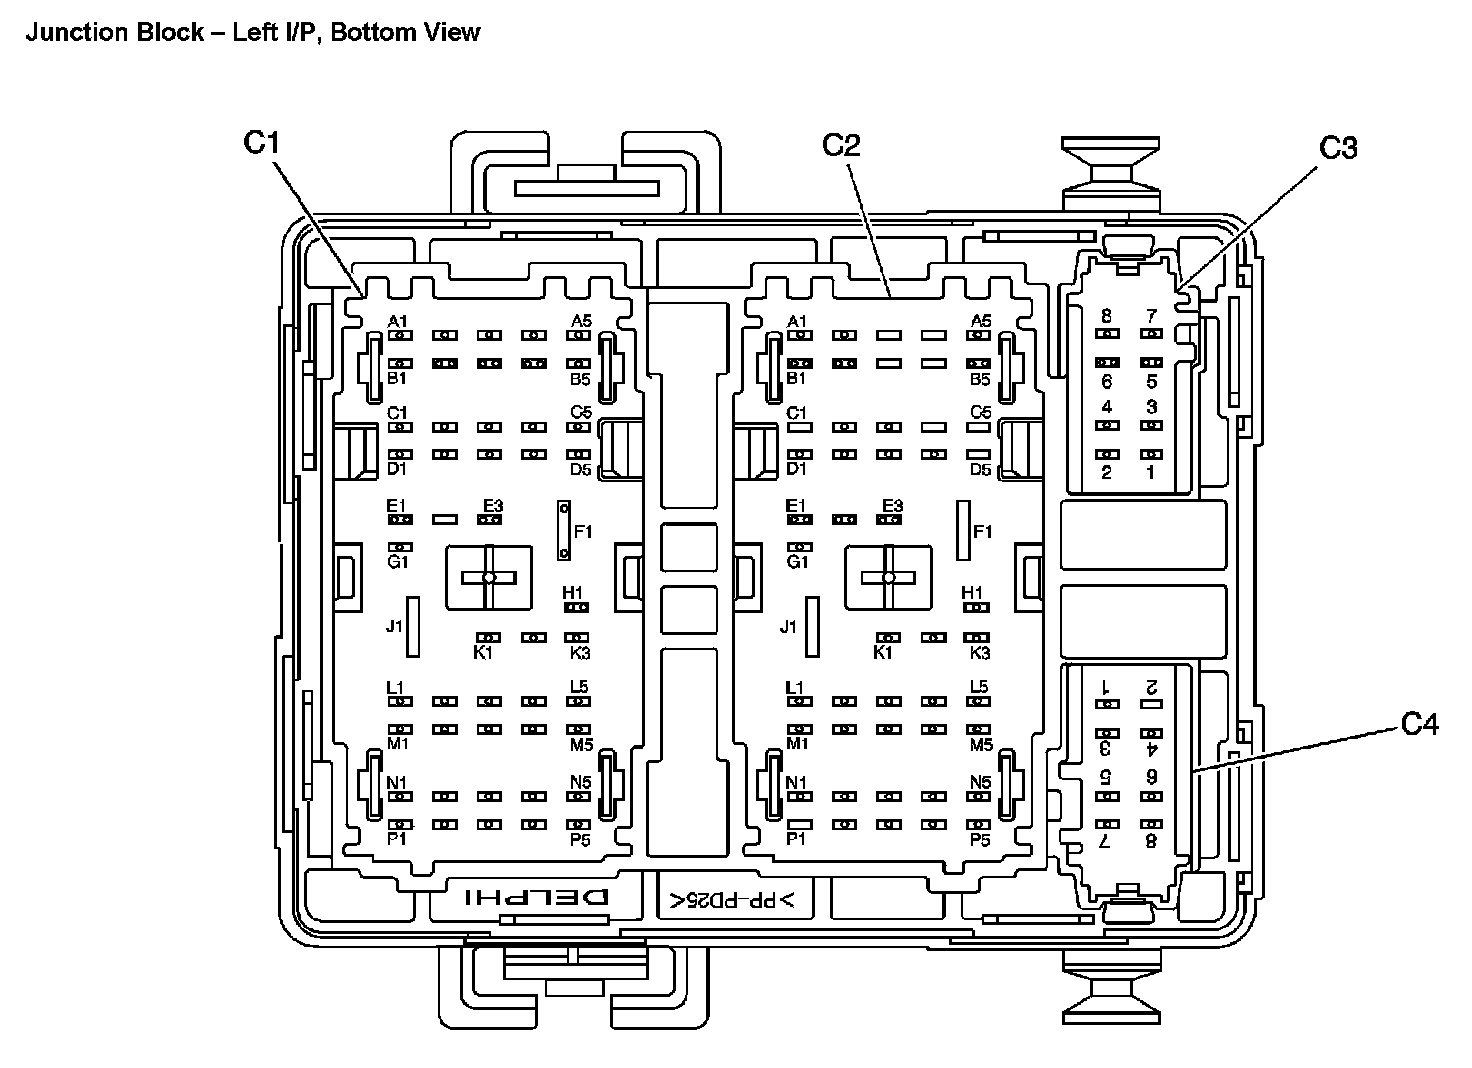 Junction Block – Left I/P, Bottom View
C1
C2
C3
A1 A5 A1 A5 8 7
B1 B5 B1 B5 6 5
C1 C5 C1 C5 4 3
D1 D5 D1 D5 2 1
E1 E3 E1 E3
F1 F1
G1 G1
H1 H1
J1 J1
K1 K3 K1 K3
L1 L5 L1 L5 1 2
M1 M5 M1 M5 3 4
C4
N1 N5 N1 N5 5 6
P1 P5 P1 P5 7 8
DELPHI >PP-PD25<